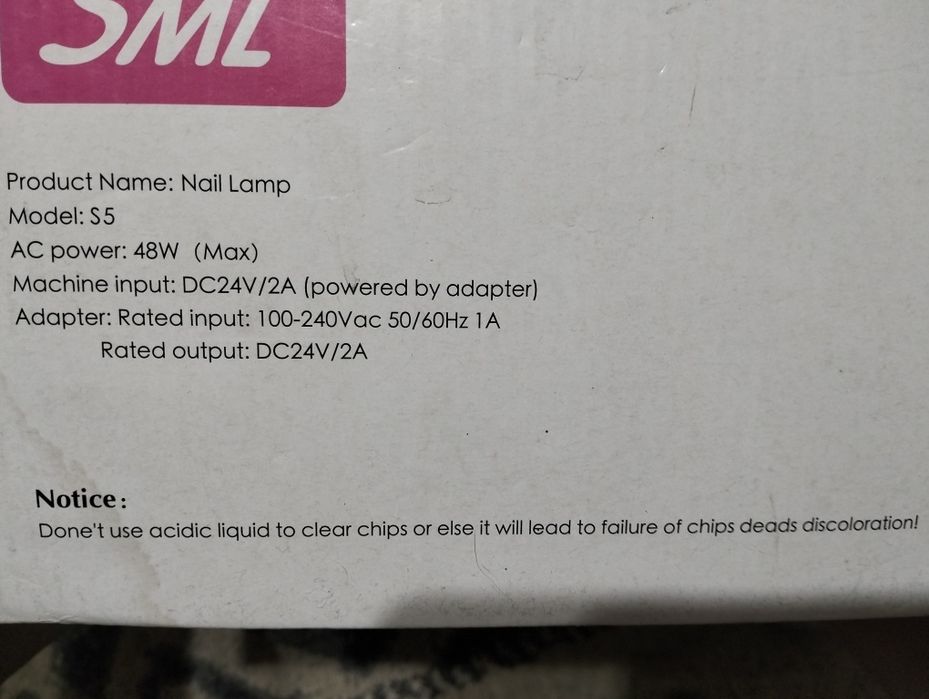 SML
Product Name: Nail Lamp
Model: S5
AC power: 48W (Max)
Machine input: DC24V/2A (powered by adapter)
Adapter: Rated input: 100-240Vac 50/60Hz 1A
Rated output: DC24V/2A
Notice:
Done't use acidic liquid to clear chips or else it will lead to failure of chips deads discoloration!